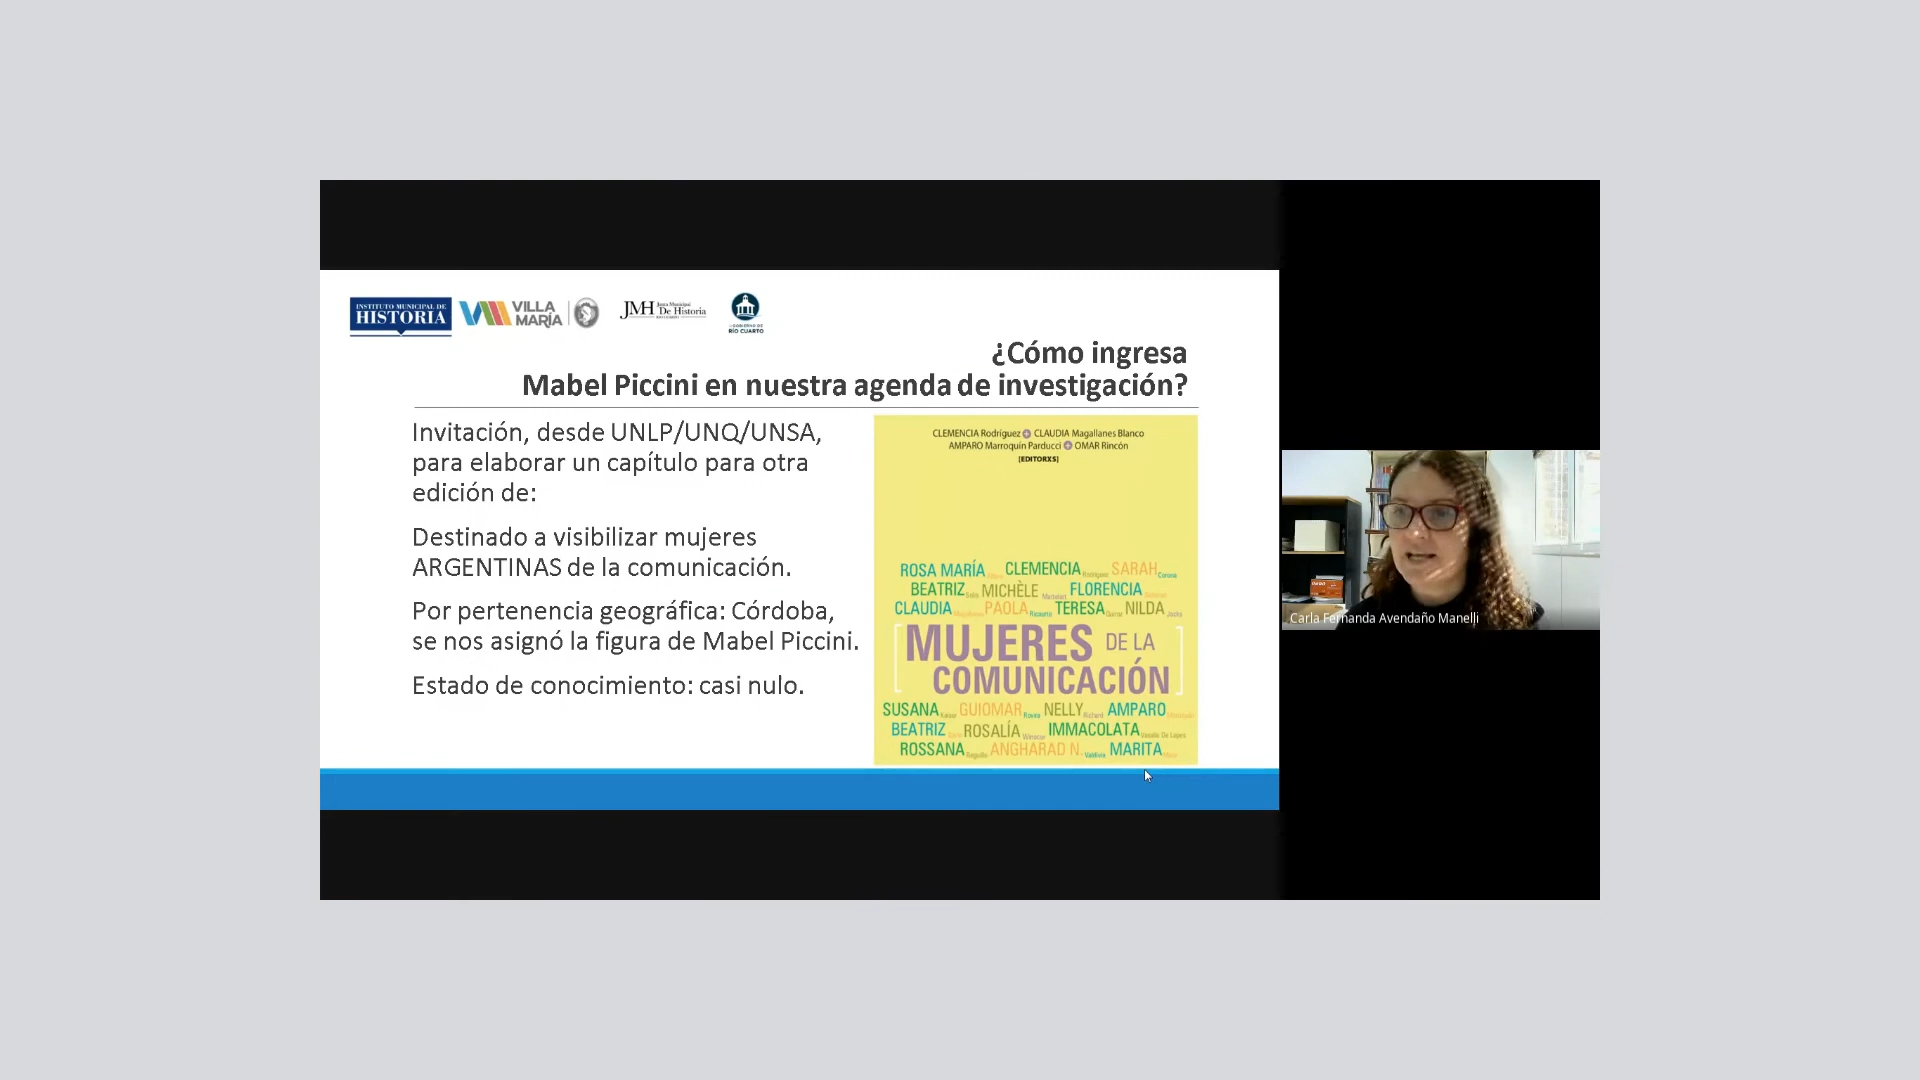 INSTITUTO MUNICIPAL DE
HISTORIA
VILLA
MARÍA
JMH Junta Municipal
De Historia
GOBIERNO DE
RÍO CUARTO
¿Cómo ingresa
Mabel Piccini en nuestra agenda de investigación?
Invitación, desde UNLP/UNQ/UNSA,
para elaborar un capítulo para otra
edición de:
Destinado a visibilizar mujeres
ARGENTINAS de la comunicación.
Por pertenencia geográfica: Córdoba,
se nos asignó la figura de Mabel Piccini.
Estado de conocimiento: casi nulo.
CLEMENCIA Rodríguez + CLAUDIA Magallanes Blanco
AMPARO Marroquín Parducci + OMAR Rincón
[EDITORXS]
ROSA MARÍA CLEMENCIA Rodríguez SARAH Corona
BEATRIZ Solís MICHÈLE Mattelart FLORENCIA
CLAUDIA Magallanes PAOLA Ricaurte TERESA Quiroz NILDA Jacks
[MUJERES DE LA
COMUNICACIÓN]
SUSANA Kaiser GUIOMAR Rovira NELLY Richard AMPARO Marroquín
BEATRIZ ROSALÍA Winocur IMMACOLATA Vassallo De Lopes
ROSSANA Reguillo ANGHARAD N. Valdivia MARITA Mata
Carla Fernanda Avendaño Manelli